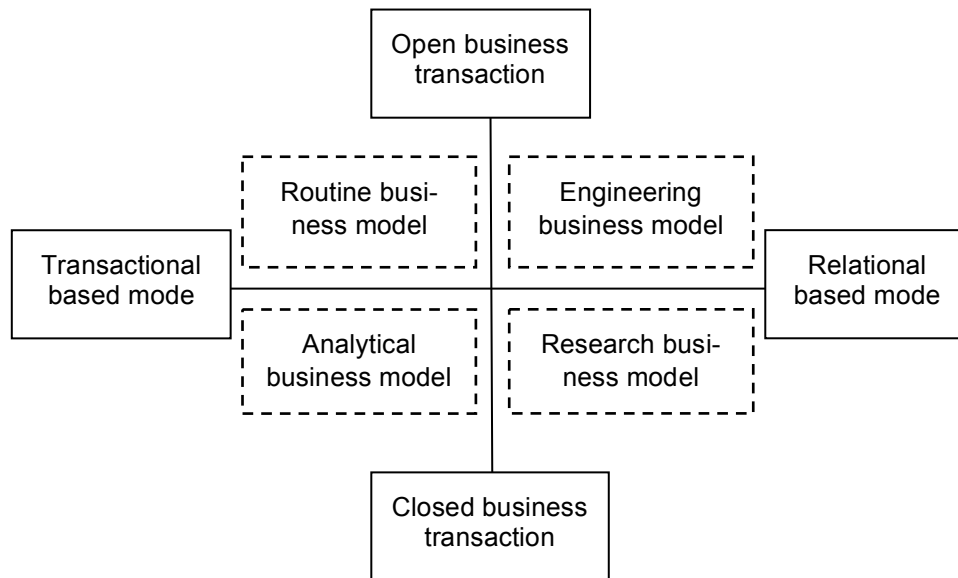 Open business
transaction
Routine busi-
ness model
Engineering
business model
Transactional
based mode
Relational
based mode
Analytical
business model
Research busi-
ness model
Closed business
transaction